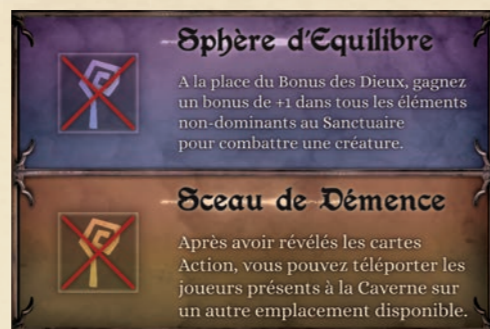 Sphère d'Equilibre
A la place du Bonus des Dieux, gagnez
un bonus de +1 dans tous les éléments
non-dominants au Sanctuaire
pour combattre une créature.
Sceau de Démence
Après avoir révélés les cartes
Action, vous pouvez téléporter les
joueurs présents à la Caverne sur
un autre emplacement disponible.